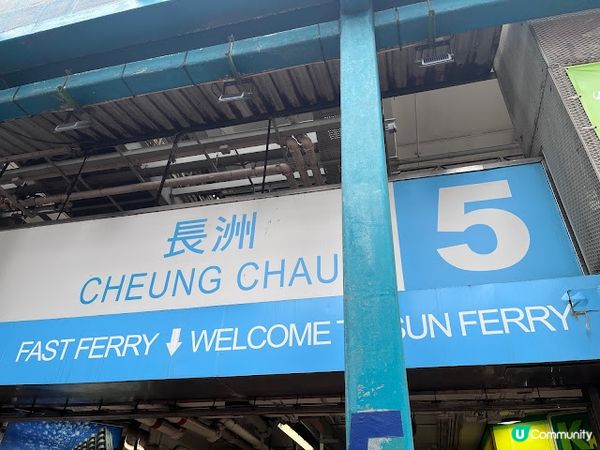 長洲
CHEUNG CHAU
5
FAST FERRY ↓ WELCOME T SUN FERRY
U Community